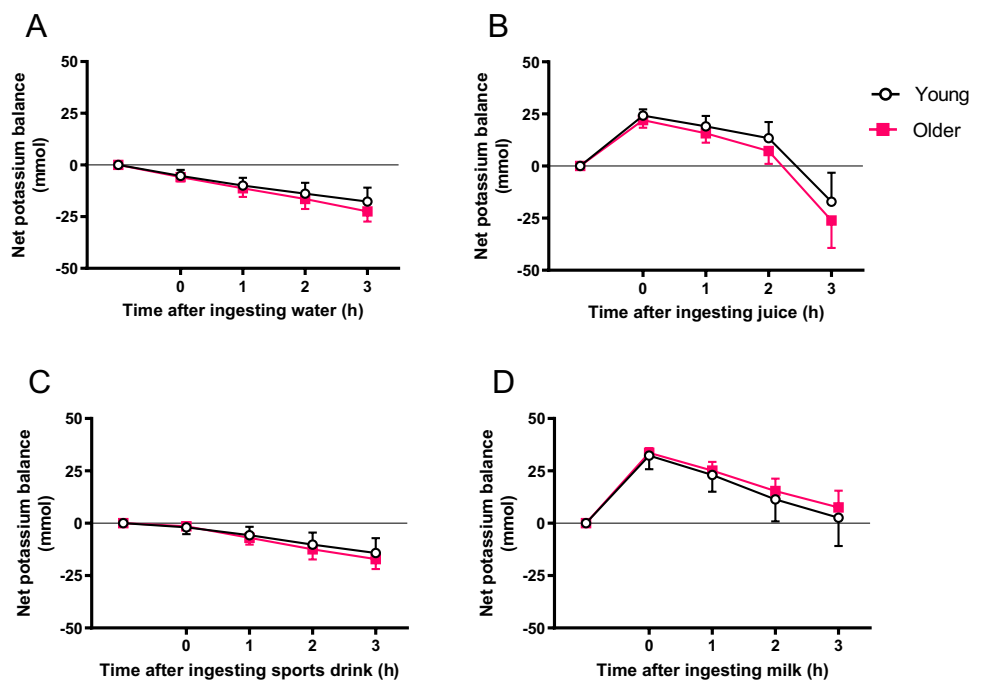 A
50
25
0
-25
-50
Net potassium balance
(mmol)
0 1 2 3
Time after ingesting water (h)
B
50
25
0
-25
-50
Net potassium balance
(mmol)
0 1 2 3
Time after ingesting juice (h)
Young
Older
C
50
25
0
-25
-50
Net potassium balance
(mmol)
0 1 2 3
Time after ingesting sports drink (h)
D
50
25
0
-25
-50
Net potassium balance
(mmol)
0 1 2 3
Time after ingesting milk (h)